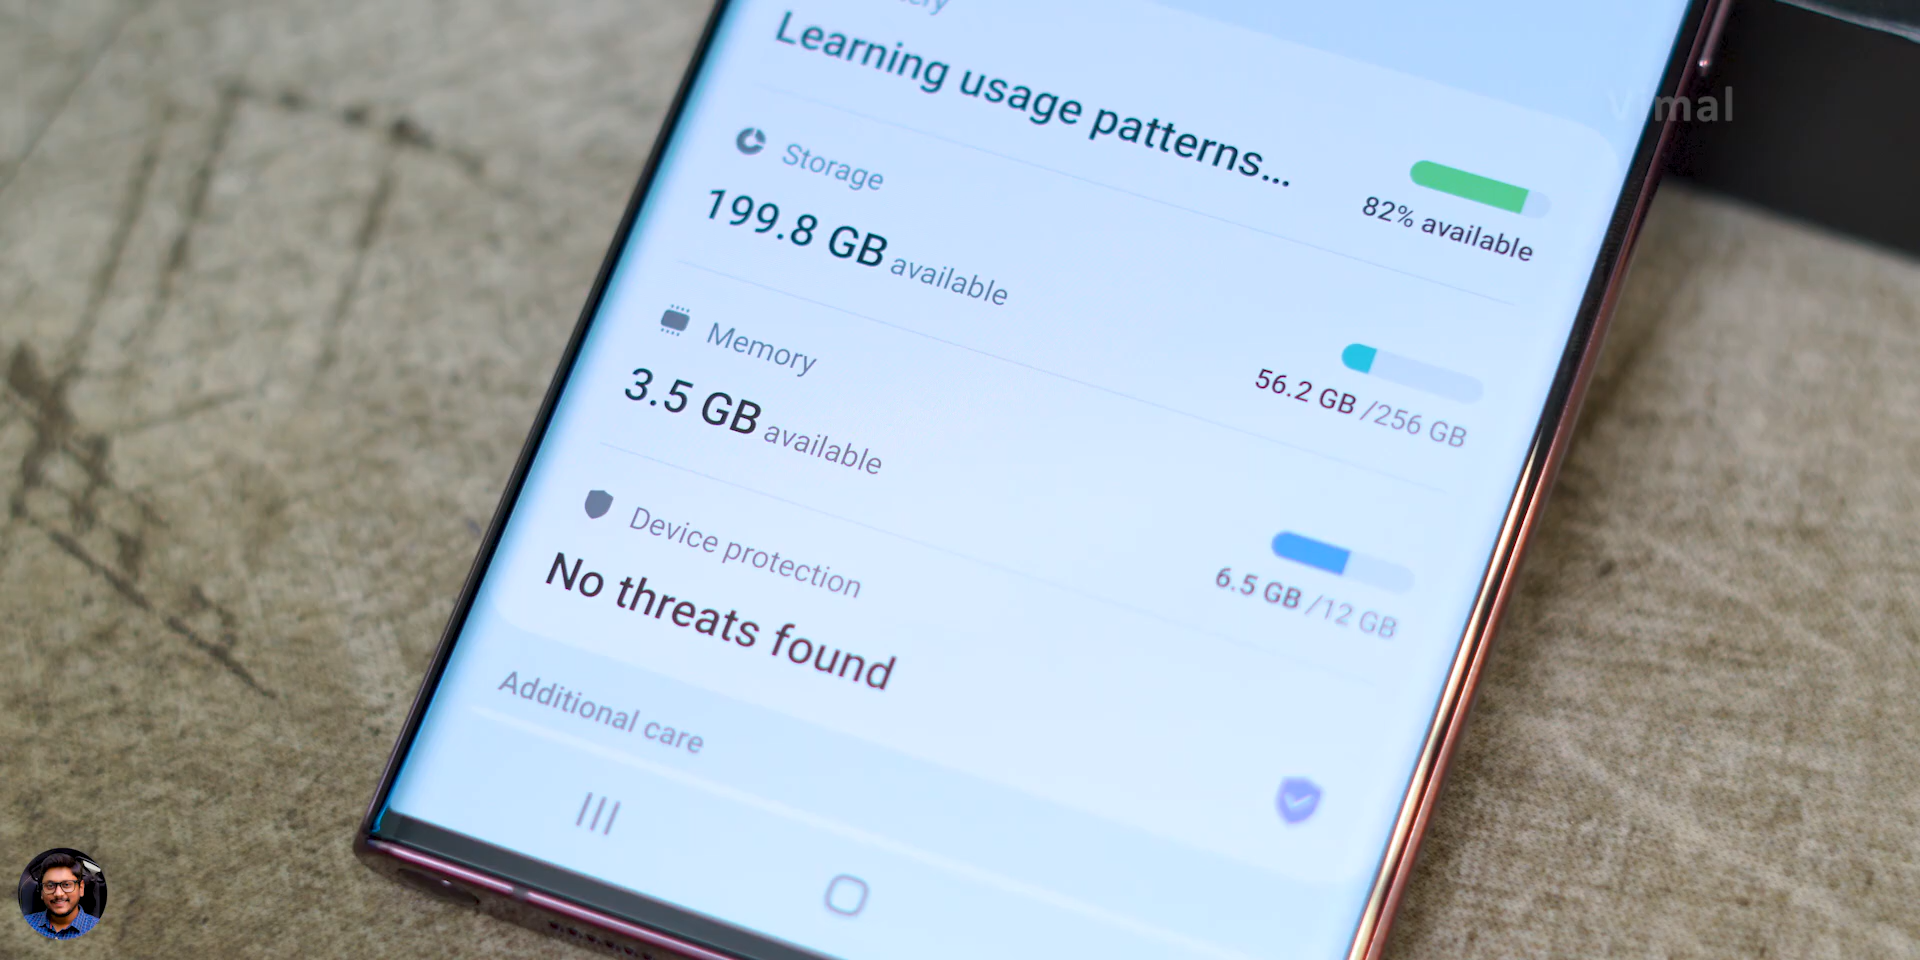 Learning usage patterns...
82% available
Storage
199.8 GB available
56.2 GB /256 GB
Memory
3.5 GB available
6.5 GB /12 GB
Device protection
No threats found
Additional care